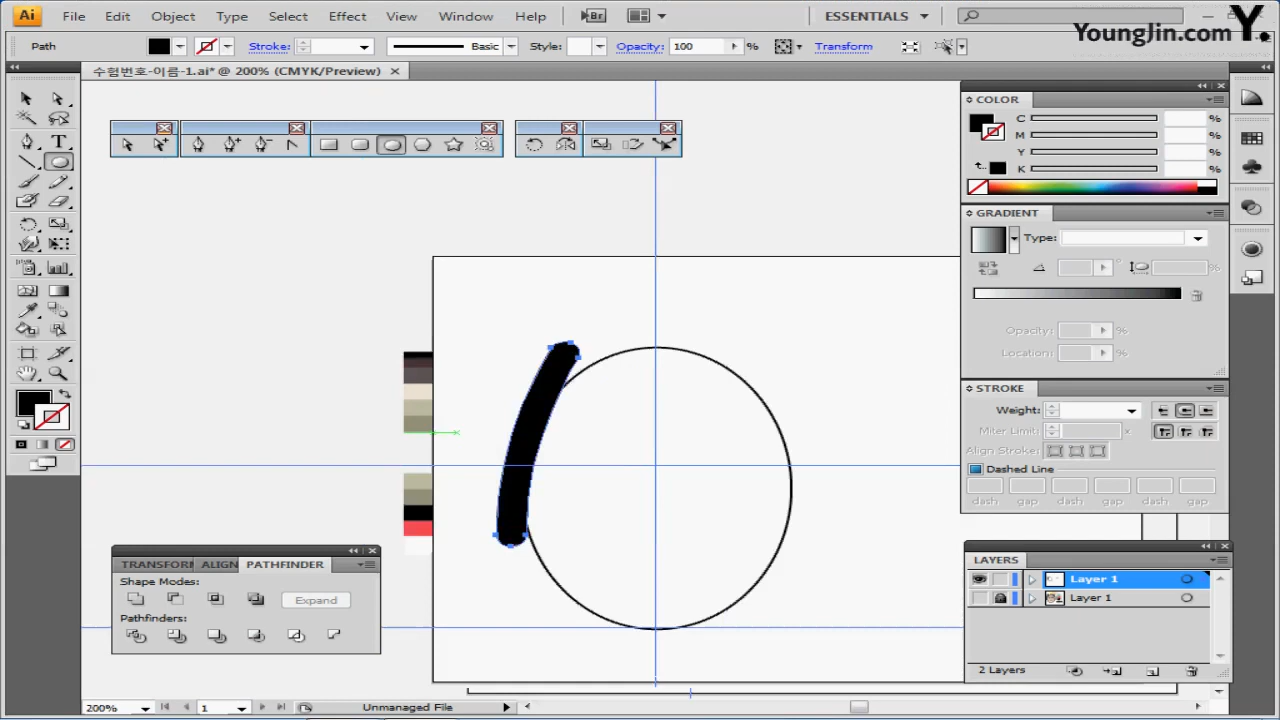 Ai File Edit Object Type Select Effect View Window Help Br ESSENTIALS
YoungJin.com Y.
Path Stroke: Basic Style: Opacity: 100 % Transform
수험번호-이름-1.ai* @ 200% (CMYK/Preview)
COLOR
C %
M %
Y %
K %
GRADIENT
Type:
%
Opacity: %
Location: %
STROKE
Weight:
Miter Limit: x
Align Stroke:
Dashed Line
dash gap dash gap dash gap
TRANSFORM ALIGN PATHFINDER
Shape Modes:
Expand
Pathfinders:
LAYERS
Layer 1
Layer 1
2 Layers
200% 1 Unmanaged File